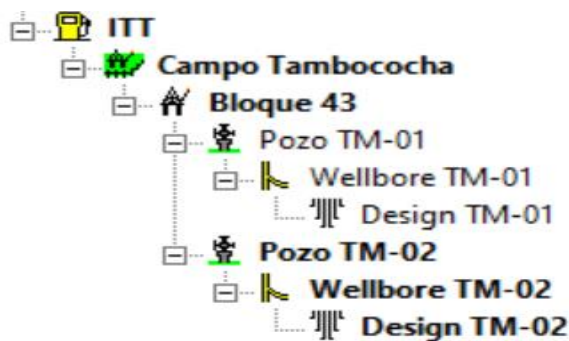 ITT
Campo Tambococha
Bloque 43
Pozo TM-01
Wellbore TM-01
Design TM-01
Pozo TM-02
Wellbore TM-02
Design TM-02